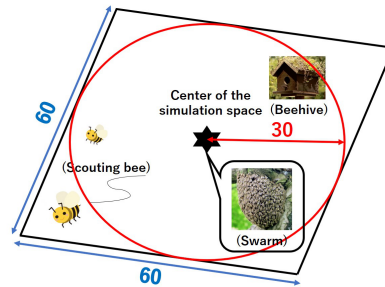 60
Center of the
simulation space
(Beehive)
30
(Scouting bee)
(Swarm)
60